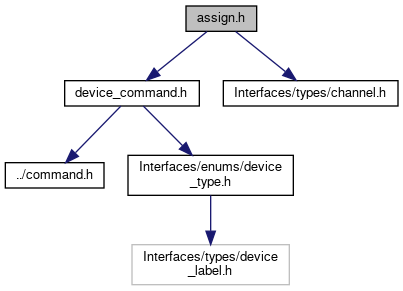 assign.h
device_command.h
Interfaces/types/channel.h
../command.h
Interfaces/enums/device
_type.h
Interfaces/types/device
_label.h